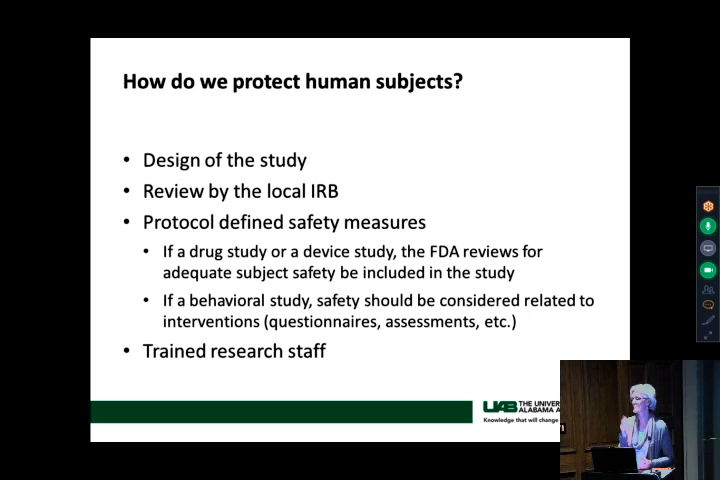 How do we protect human subjects?
• Design of the study
• Review by the local IRB
• Protocol defined safety measures
• If a drug study or a device study, the FDA reviews for
adequate subject safety be included in the study
• If a behavioral study, safety should be considered related to
interventions (questionnaires, assessments, etc.)
• Trained research staff
UAB THE UNIVER
ALABAMA A
Knowledge that will change